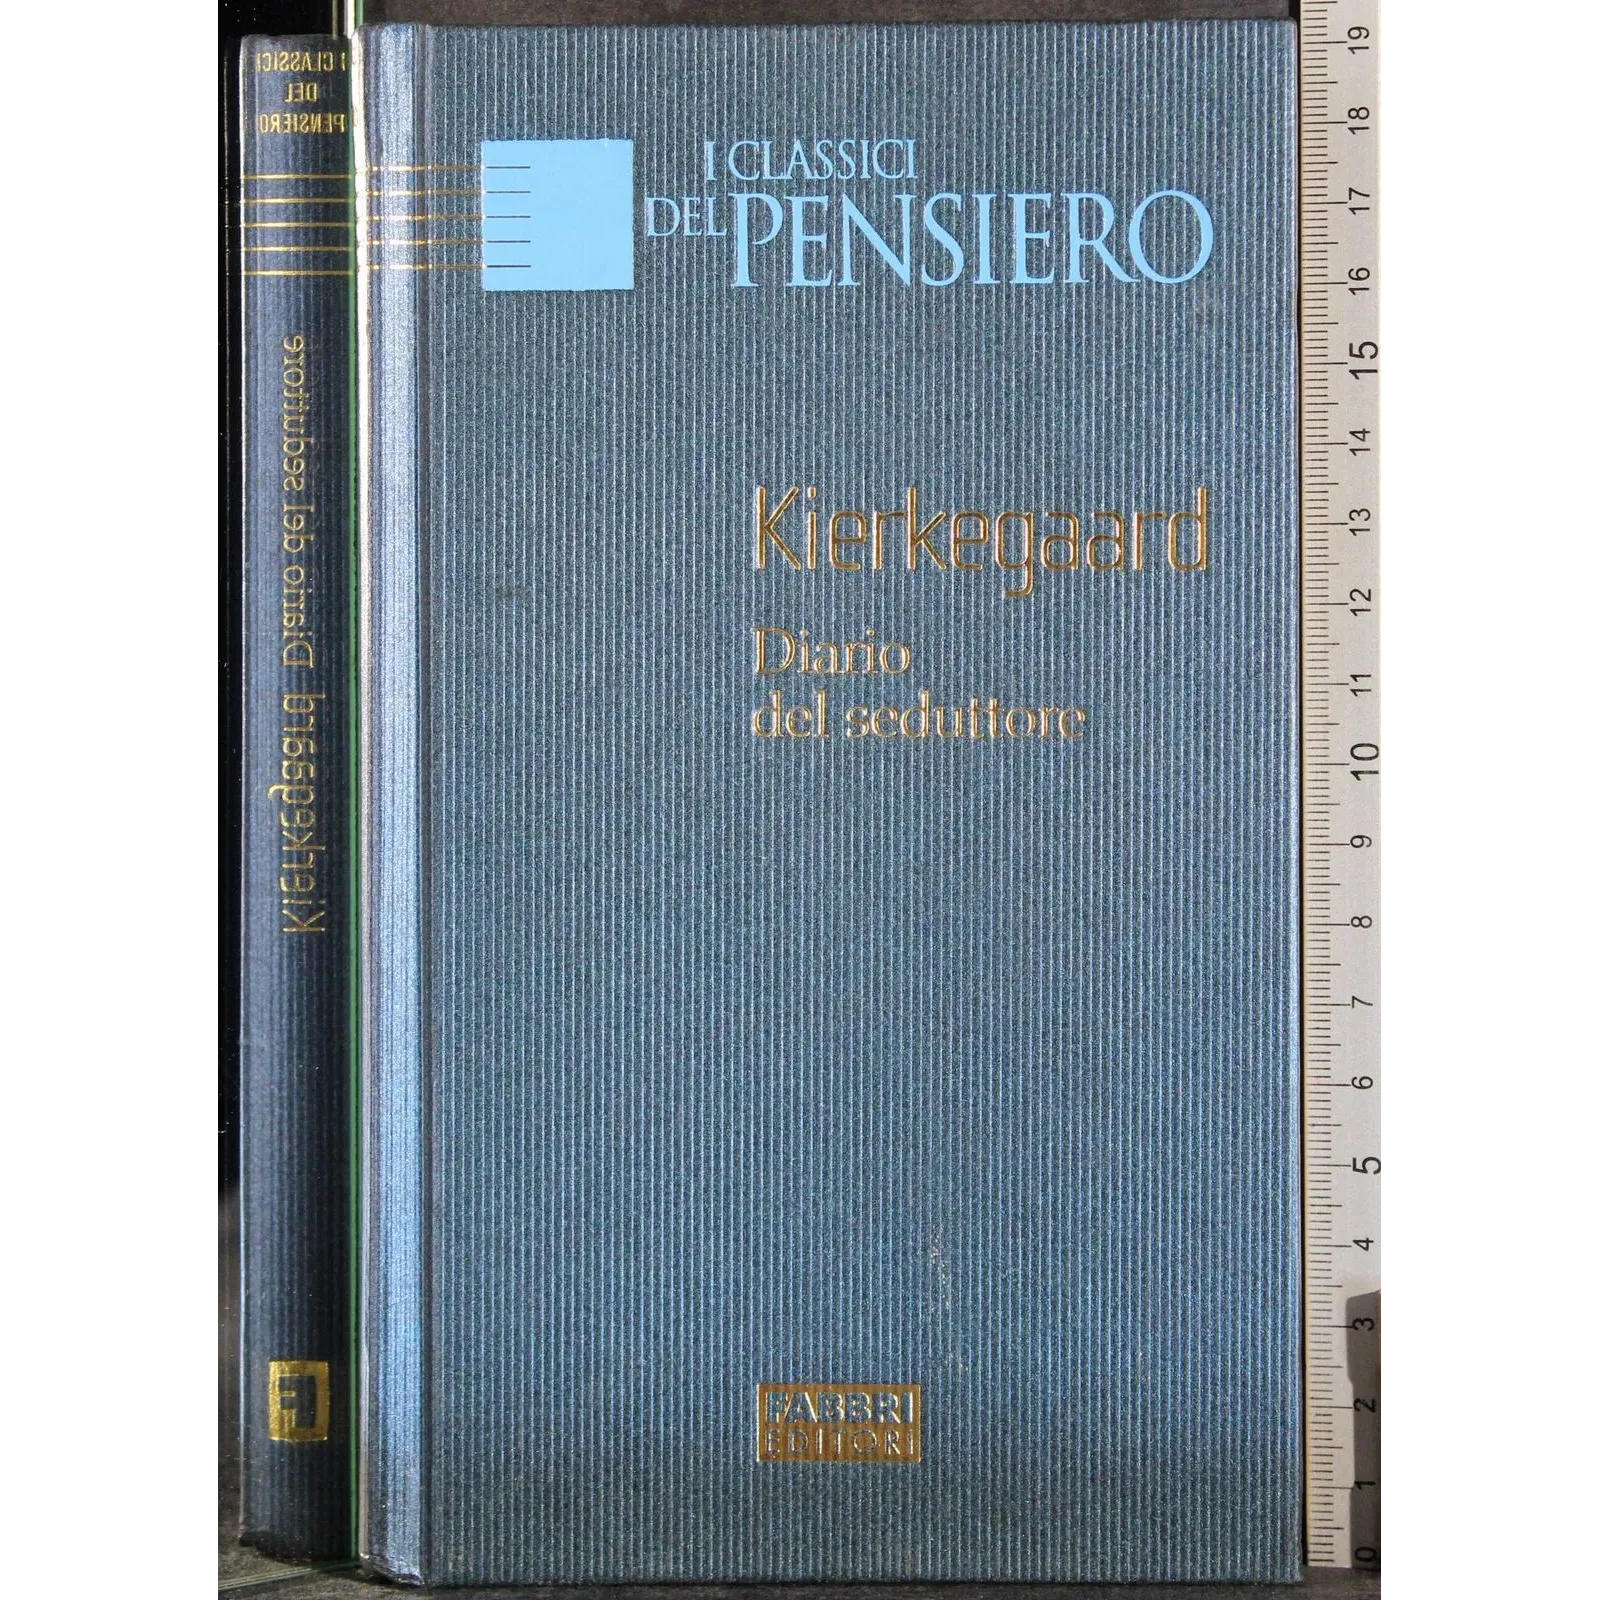 I CLASSICI
DEL
PENSIERO
Kierkegaard Diario del seduttore
F
I CLASSICI
DEL PENSIERO
Kierkegaard
Diario
del seduttore
FABBRI
EDITORI
19
18
17
16
15
14
13
12
11
10
9
8
7
6
5
4
3
2
1
0